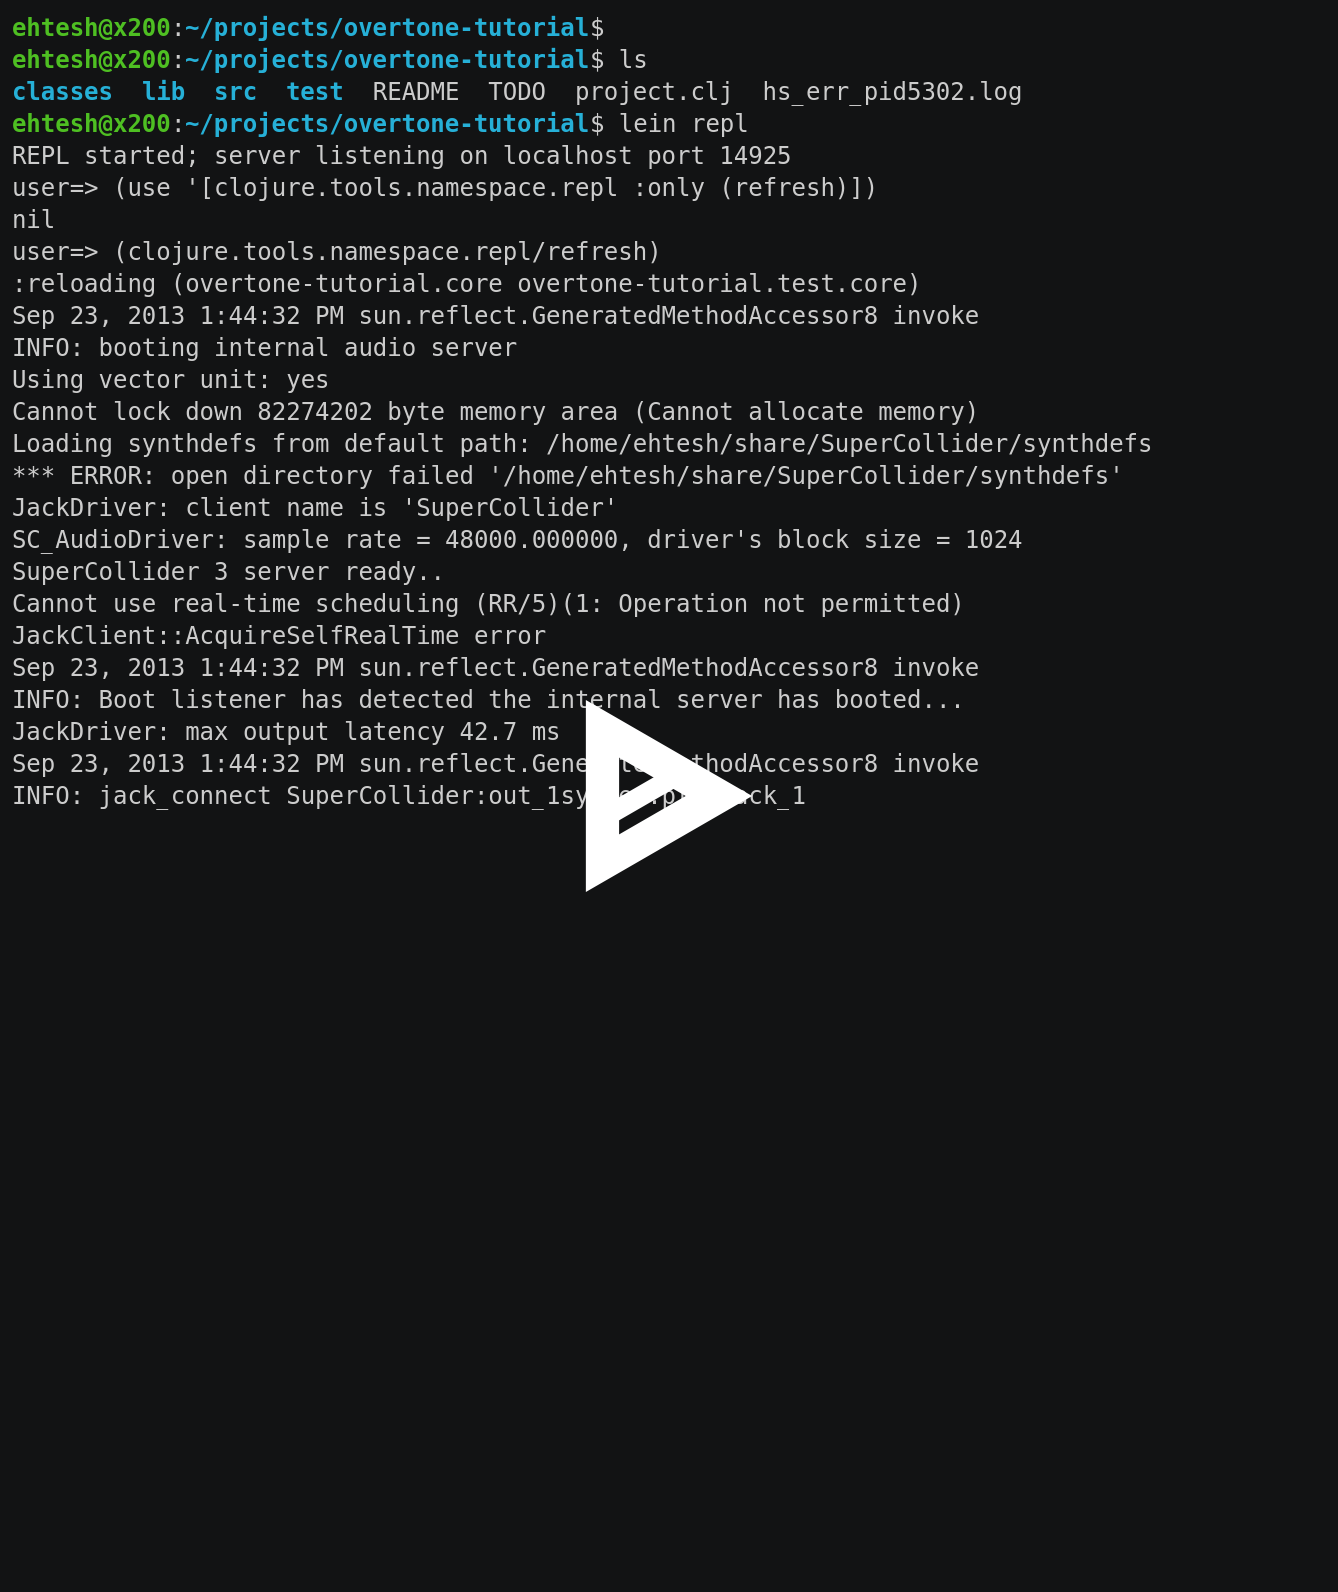 ehtesh@x200:~/projects/overtone-tutorial$
ehtesh@x200:~/projects/overtone-tutorial$ ls
classes  lib  src  test  README  TODO  project.clj  hs_err_pid5302.log
ehtesh@x200:~/projects/overtone-tutorial$ lein repl
REPL started; server listening on localhost port 14925
user=> (use '[clojure.tools.namespace.repl :only (refresh)])
nil
user=> (clojure.tools.namespace.repl/refresh)
:reloading (overtone-tutorial.core overtone-tutorial.test.core)
Sep 23, 2013 1:44:32 PM sun.reflect.GeneratedMethodAccessor8 invoke
INFO: booting internal audio server
Using vector unit: yes
Cannot lock down 82274202 byte memory area (Cannot allocate memory)
Loading synthdefs from default path: /home/ehtesh/share/SuperCollider/synthdefs
*** ERROR: open directory failed '/home/ehtesh/share/SuperCollider/synthdefs'
JackDriver: client name is 'SuperCollider'
SC_AudioDriver: sample rate = 48000.000000, driver's block size = 1024
SuperCollider 3 server ready..
Cannot use real-time scheduling (RR/5)(1: Operation not permitted)
JackClient::AcquireSelfRealTime error
Sep 23, 2013 1:44:32 PM sun.reflect.GeneratedMethodAccessor8 invoke
INFO: Boot listener has detected the internal server has booted...
JackDriver: max output latency 42.7 ms
Sep 23, 2013 1:44:32 PM sun.reflect.GeneratedMethodAccessor8 invoke
INFO: jack_connect